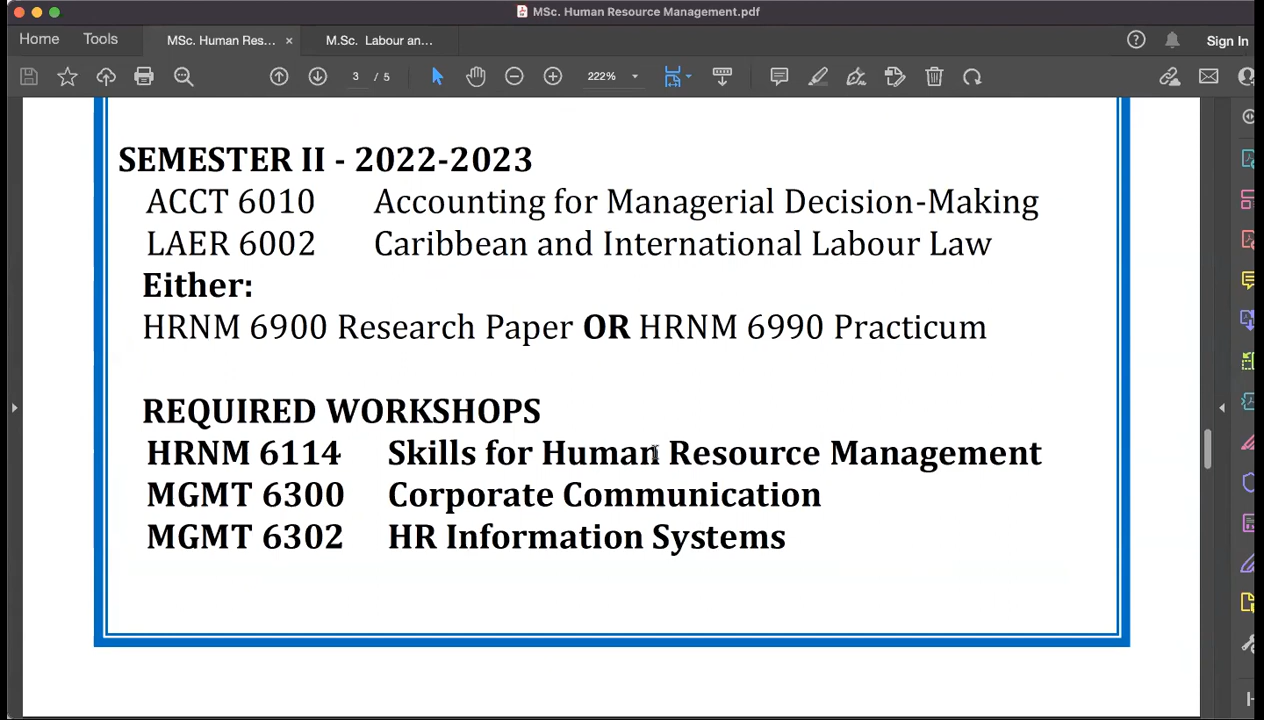 MSc. Human Resource Management.pdf
Home Tools MSc. Human Res... × M.Sc. Labour an... Sign In
3 / 5 222%
SEMESTER II - 2022-2023
ACCT 6010 Accounting for Managerial Decision-Making
LAER 6002 Caribbean and International Labour Law
Either:
HRNM 6900 Research Paper OR HRNM 6990 Practicum
REQUIRED WORKSHOPS
HRNM 6114 Skills for Human Resource Management
MGMT 6300 Corporate Communication
MGMT 6302 HR Information Systems